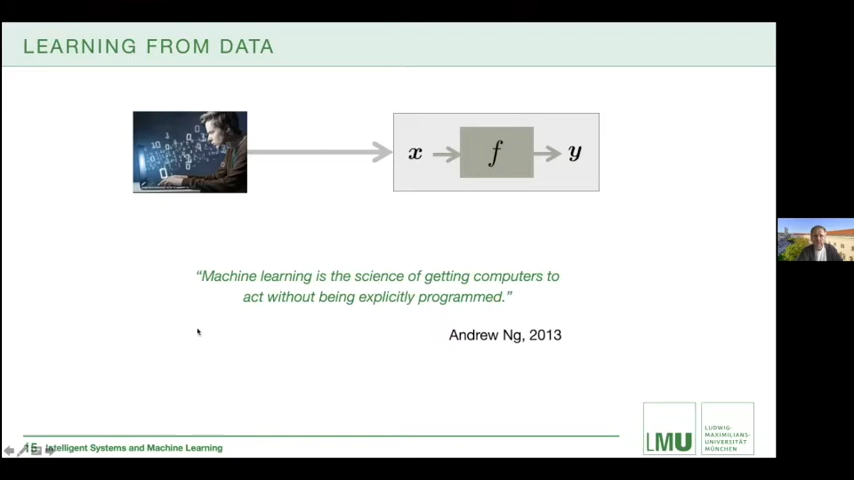 LEARNING FROM DATA
x f y
“Machine learning is the science of getting computers to
act without being explicitly programmed.”
Andrew Ng, 2013
15 Intelligent Systems and Machine Learning
LMU
LUDWIG-
MAXIMILIANS-
UNIVERSITÄT
MÜNCHEN